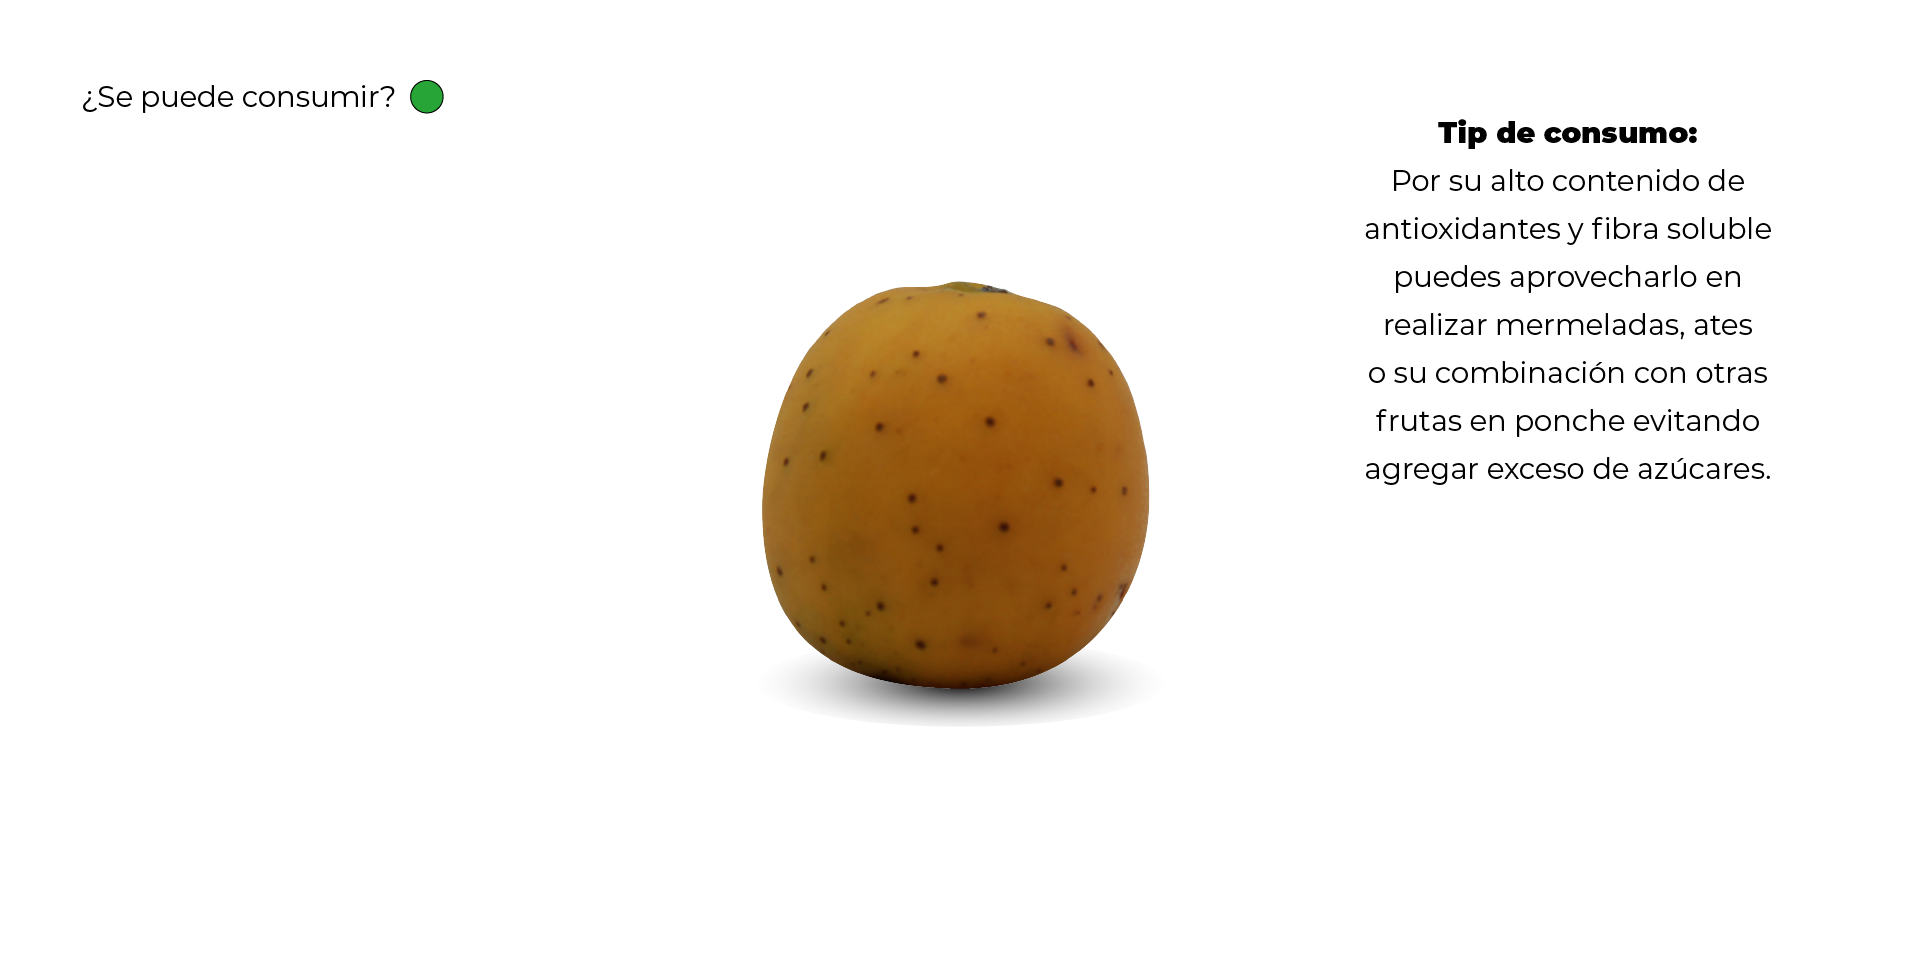 ¿Se puede consumir?
Tip de consumo:
Por su alto contenido de
antioxidantes y fibra soluble
puedes aprovecharlo en
realizar mermeladas, ates
o su combinación con otras
frutas en ponche evitando
agregar exceso de azúcares.